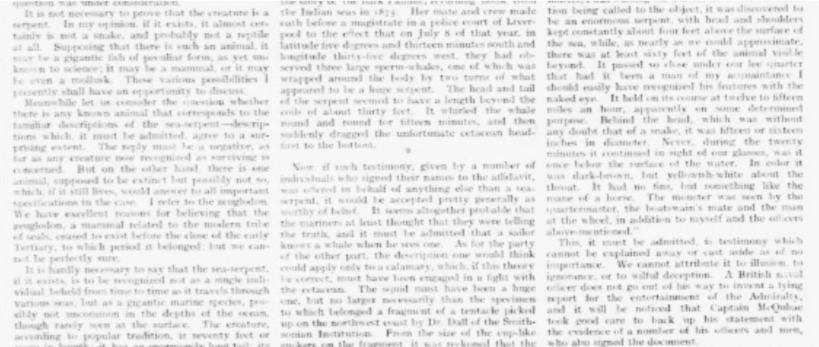 question was under consideration.
It is not necessary to prove that the creature is a
serpent. In my opinion, if it exists, it almost cer-
tainly is not a snake, and probably not a reptile
at all. Supposing that there is such an animal, it
may be a gigantic fish of peculiar form, as yet un-
known to science; it may be a mammal, or it may
be even a mollusk. These various possibilities I
presently shall have an opportunity to discuss.
Meanwhile let us consider the question whether
there is any known animal that corresponds to the
familiar descriptions of the sea-serpent—descrip-
tions which, it must be admitted, agree to a sur-
prising extent. The reply must be a negative, as
far as any creature now recognized as surviving is
concerned. But on the other hand, there is one
animal, supposed to be extinct but possibly not so,
which, if it still lives, would answer to all important
specifications in the case. I refer to the zeuglodon.
We have excellent reasons for believing that the
zeuglodon, a mammal related to the modern tribe
of seals, ceased to exist before the close of the early
Tertiary, to which period it belonged; but we can-
not be perfectly sure.
It is hardly necessary to say that the sea-serpent,
if it exists, is to be recognized not as a single indi-
vidual beheld from time to time as it travels through
various seas, but as a gigantic marine species, pos-
sibly not uncommon in the depths of the ocean,
though rarely seen at the surface. The creature,
according to popular tradition, is seventy feet or
the Indian seas in 1875. Her mate and crew made
oath before a magistrate in a police court of Liver-
pool to the effect that on July 8 of that year, in
latitude five degrees and thirteen minutes south and
longitude thirty-five degrees west, they had ob-
served three large sperm-whales, one of which was
wrapped around the body by two turns of what
appeared to be a huge serpent. The head and tail
of the serpent seemed to have a length beyond the
coils of about thirty feet. It whirled the whale
round and round for fifteen minutes, and then
suddenly dragged the unfortunate cetacean head-
first to the bottom.
Now, if such testimony, given by a number of
individuals who signed their names to the affidavit,
was offered in behalf of anything else than a sea-
serpent, it would be accepted pretty generally as
worthy of belief. It seems altogether probable that
the mariners at least thought that they were telling
the truth, and it must be admitted that a sailor
knows a whale when he sees one. As for the party
of the other part, the description one would think
could apply only to a calamary, which, if this theory
be correct, must have been engaged in a fight with
the cetacean. The squid must have been a huge
one, but no larger necessarily than the specimen
to which belonged a fragment of a tentacle picked
up on the northwest coast by Dr. Dall of the Smith-
sonian Institution. From the size of the cup-like
suckers on the fragment, it was reckoned that the
tion being called to the object, it was discovered to
be an enormous serpent, with head and shoulders
kept constantly about four feet above the surface of
the sea, while, as nearly as we could approximate,
there was at least sixty feet of the animal visible
beyond. It passed so close under our lee quarter
that had it been a man of my acquaintance I
should easily have recognized his features with the
naked eye. It held on its course at twelve to fifteen
miles an hour, apparently on some determined
purpose. Behind the head, which was without
any doubt that of a snake, it was fifteen or sixteen
inches in diameter. Never, during the twenty
minutes it continued in sight of our glasses, was it
once below the surface of the water. In color it
was dark-brown, but yellowish-white about the
throat. It had no fins, but something like the
mane of a horse. The monster was seen by the
quartermaster, the boatswain's mate and the man
at the wheel, in addition to myself and the officers
above-mentioned."
This, it must be admitted, is testimony which
cannot be explained away or cast aside as of no
importance. We cannot attribute it to illusion, to
ignorance, or to wilful deception. A British naval
officer does not go out of his way to invent a lying
report for the entertainment of the Admiralty,
and it will be noticed that Captain McQuhae
took good care to back up his statement with
the evidence of a number of his officers and men,
who also signed the document.